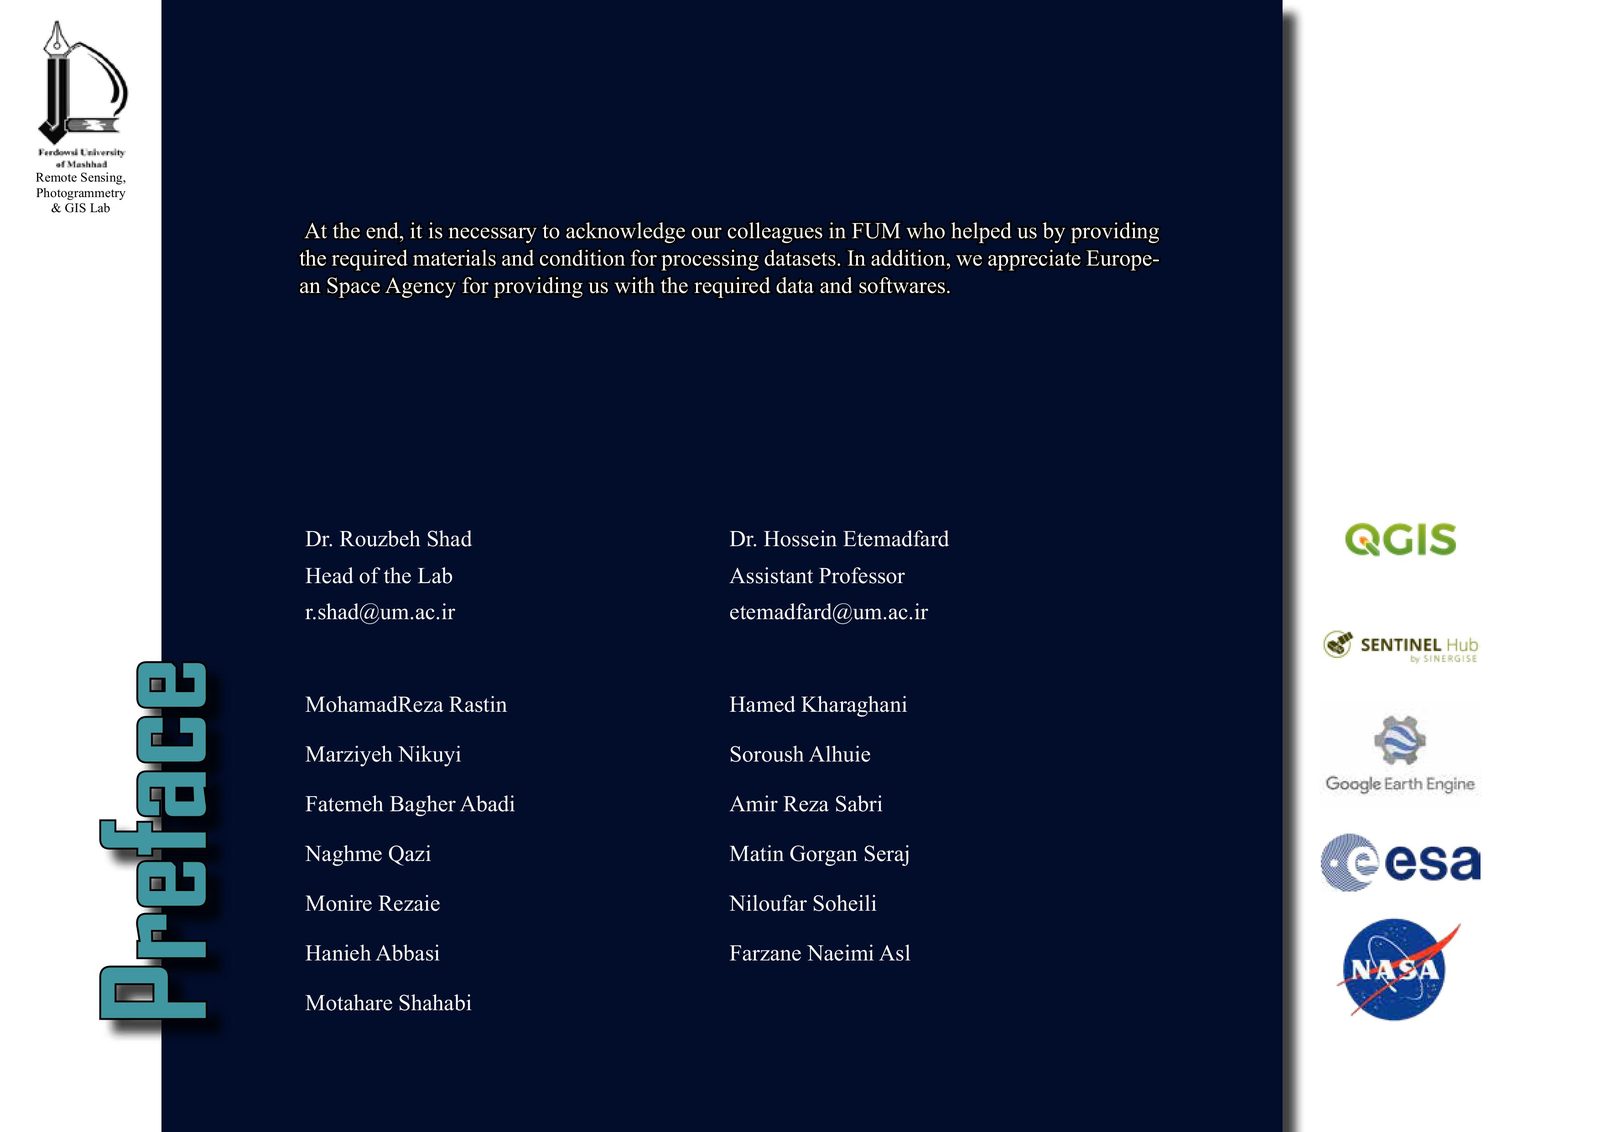 Ferdowsi University
of Mashhad
Remote Sensing,
Photogrammetry
& GIS Lab
At the end, it is necessary to acknowledge our colleagues in FUM who helped us by providing
the required materials and condition for processing datasets. In addition, we appreciate Europe-
an Space Agency for providing us with the required data and softwares.
Dr. Rouzbeh Shad
Head of the Lab
r.shad@um.ac.ir
Dr. Hossein Etemadfard
Assistant Professor
etemadfard@um.ac.ir
MohamadReza Rastin
Marziyeh Nikuyi
Fatemeh Bagher Abadi
Naghme Qazi
Monire Rezaie
Hanieh Abbasi
Motahare Shahabi
Hamed Kharaghani
Soroush Alhuie
Amir Reza Sabri
Matin Gorgan Seraj
Niloufar Soheili
Farzane Naeimi Asl
Preface
QGIS
SENTINEL Hub
by SINERGISE
Google Earth Engine
esa
NASA